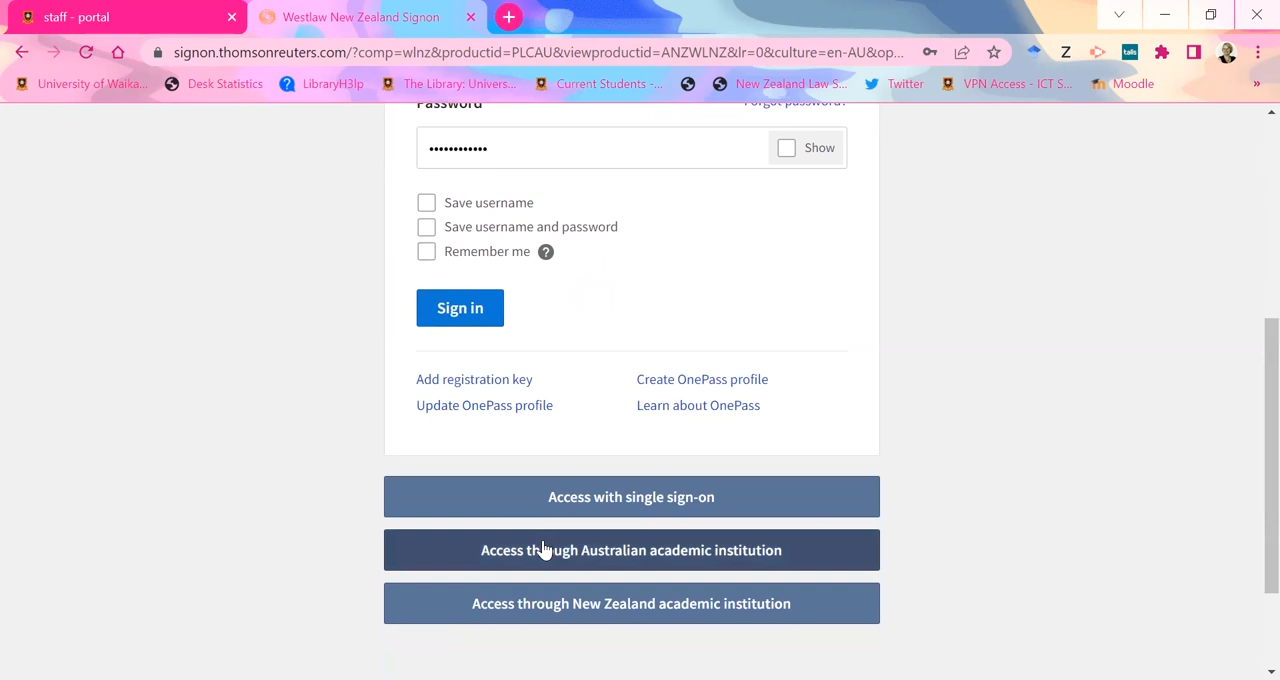 staff - portal
Westlaw New Zealand Signon
signon.thomsonreuters.com/?comp=wlnz&productid=PLCAU&viewproductid=ANZWLNZ&lr=0&culture=en-AU&op...
University of Waika...
Desk Statistics
LibraryH3lp
The Library: Univers...
Current Students -...
New Zealand Law S...
Twitter
VPN Access - ICT S...
Moodle
»
Password
Forgot password?
••••••••••••
Show
Save username
Save username and password
Remember me ?
Sign in
Add registration key
Create OnePass profile
Update OnePass profile
Learn about OnePass
Access with single sign-on
Access through Australian academic institution
Access through New Zealand academic institution